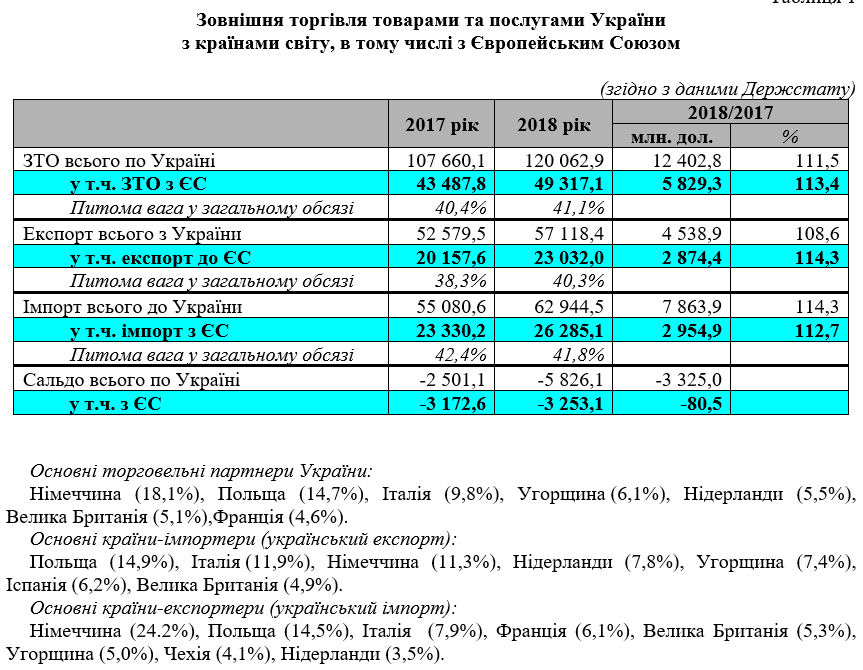 Таблиця 1
Зовнішня торгівля товарами та послугами України
з країнами світу, в тому числі з Європейським Союзом
(згідно з даними Держстату)
2017 рік 2018 рік 2018/2017
млн. дол. %
ЗТО всього по Україні 107 660,1 120 062,9 12 402,8 111,5
у т.ч. ЗТО з ЄС 43 487,8 49 317,1 5 829,3 113,4
Питома вага у загальному обсязі 40,4% 41,1%
Експорт всього з України 52 579,5 57 118,4 4 538,9 108,6
у т.ч. експорт до ЄС 20 157,6 23 032,0 2 874,4 114,3
Питома вага у загальному обсязі 38,3% 40,3%
Імпорт всього до України 55 080,6 62 944,5 7 863,9 114,3
у т.ч. імпорт з ЄС 23 330,2 26 285,1 2 954,9 112,7
Питома вага у загальному обсязі 42,4% 41,8%
Сальдо всього по Україні -2 501,1 -5 826,1 -3 325,0
у т.ч. з ЄС -3 172,6 -3 253,1 -80,5
Основні торговельні партнери України:
Німеччина (18,1%), Польща (14,7%), Італія (9,8%), Угорщина (6,1%), Нідерланди (5,5%),
Велика Британія (5,1%),Франція (4,6%).
Основні країни-імпортери (український експорт):
Польща (14,9%), Італія (11,9%), Німеччина (11,3%), Нідерланди (7,8%), Угорщина (7,4%),
Іспанія (6,2%), Велика Британія (4,9%).
Основні країни-експортери (український імпорт):
Німеччина (24.2%), Польща (14,5%), Італія (7,9%), Франція (6,1%), Велика Британія (5,3%),
Угорщина (5,0%), Чехія (4,1%), Нідерланди (3,5%).